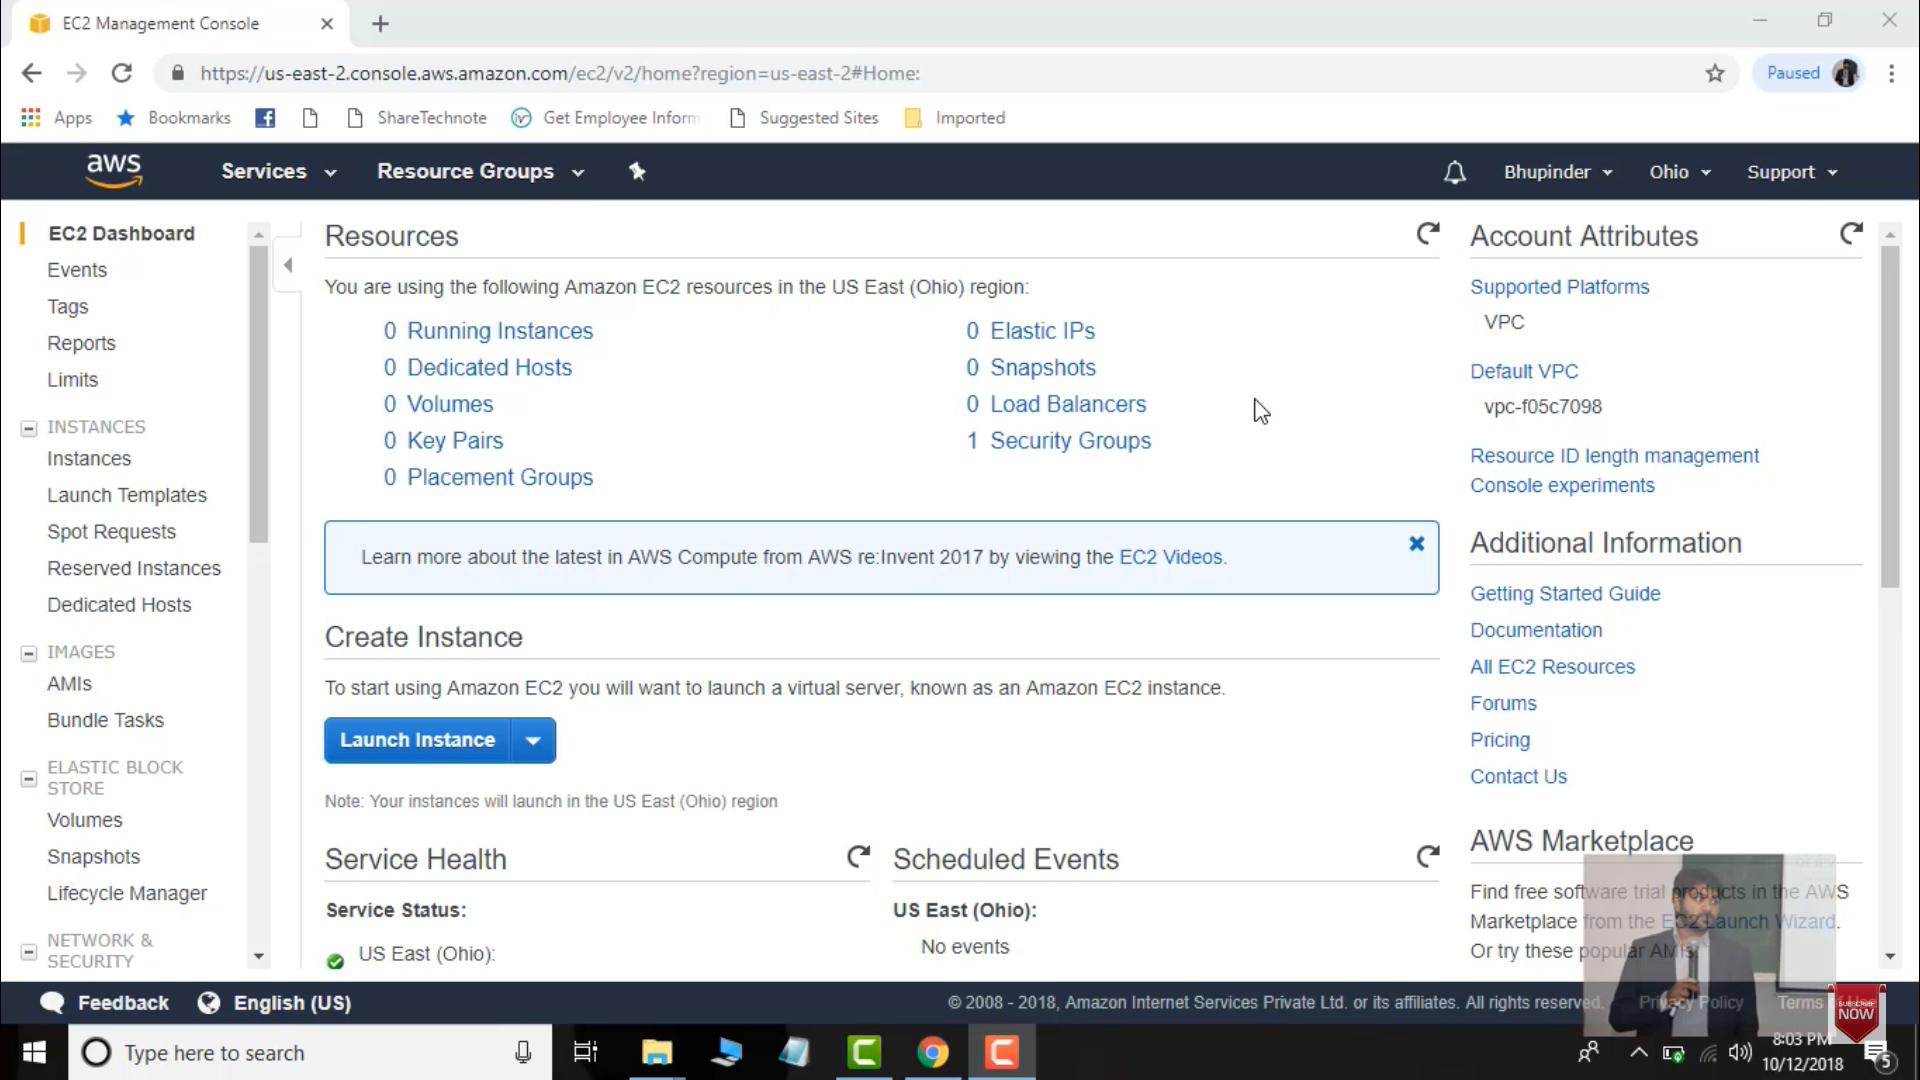 EC2 Management Console
https://us-east-2.console.aws.amazon.com/ec2/v2/home?region=us-east-2#Home:
Paused
Apps
Bookmarks
ShareTechnote
Get Employee Inform
Suggested Sites
Imported
aws
Services
Resource Groups
Bhupinder
Ohio
Support
EC2 Dashboard
Events
Tags
Reports
Limits
INSTANCES
Instances
Launch Templates
Spot Requests
Reserved Instances
Dedicated Hosts
IMAGES
AMIs
Bundle Tasks
ELASTIC BLOCK
STORE
Volumes
Snapshots
Lifecycle Manager
NETWORK &
SECURITY
Resources
You are using the following Amazon EC2 resources in the US East (Ohio) region:
0 Running Instances
0 Elastic IPs
0 Dedicated Hosts
0 Snapshots
0 Volumes
0 Load Balancers
0 Key Pairs
1 Security Groups
0 Placement Groups
Learn more about the latest in AWS Compute from AWS re:Invent 2017 by viewing the EC2 Videos.
Create Instance
To start using Amazon EC2 you will want to launch a virtual server, known as an Amazon EC2 instance.
Launch Instance
Note: Your instances will launch in the US East (Ohio) region
Service Health
Service Status:
US East (Ohio):
Scheduled Events
US East (Ohio):
No events
Account Attributes
Supported Platforms
VPC
Default VPC
vpc-f05c7098
Resource ID length management
Console experiments
Additional Information
Getting Started Guide
Documentation
All EC2 Resources
Forums
Pricing
Contact Us
AWS Marketplace
Find free software trial products in the AWS
Marketplace from the EC2 Launch Wizard.
Or try these popular AMIs:
Feedback
English (US)
© 2008 - 2018, Amazon Internet Services Private Ltd. or its affiliates. All rights reserved.
Privacy Policy
Terms of Use
SUBSCRIBE
NOW
Type here to search
8:03 PM
10/12/2018
5